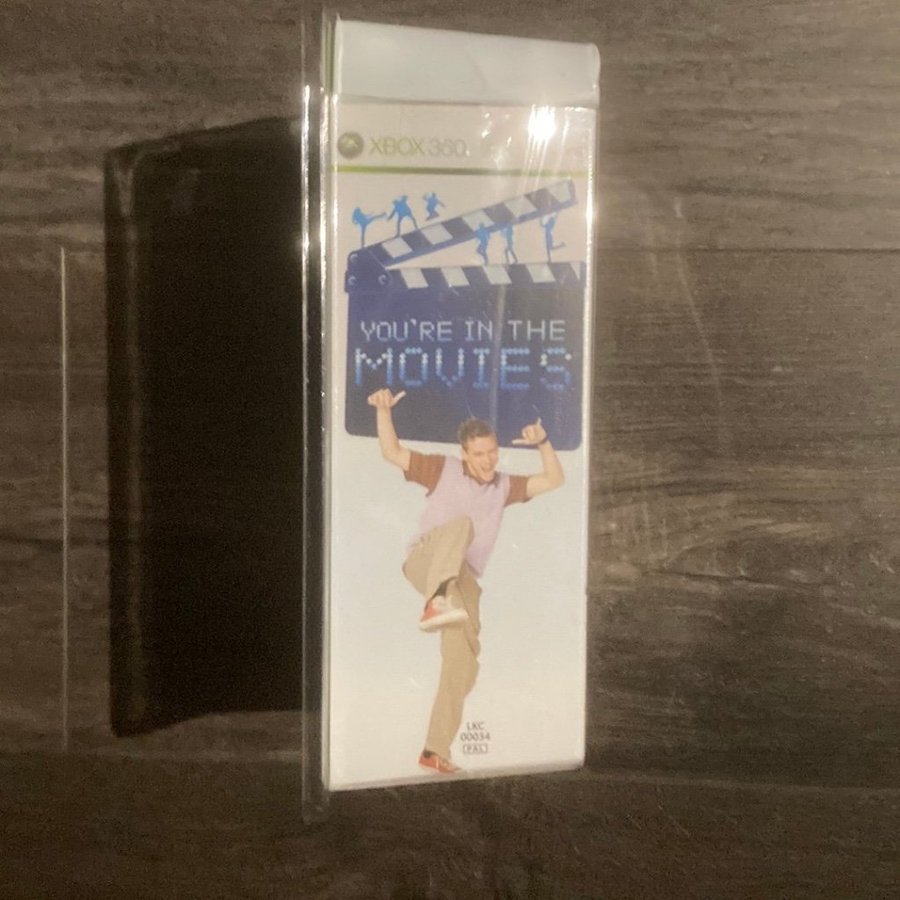 XBOX 360
YOU'RE IN THE
MOVIES
LKC
00034
PAL